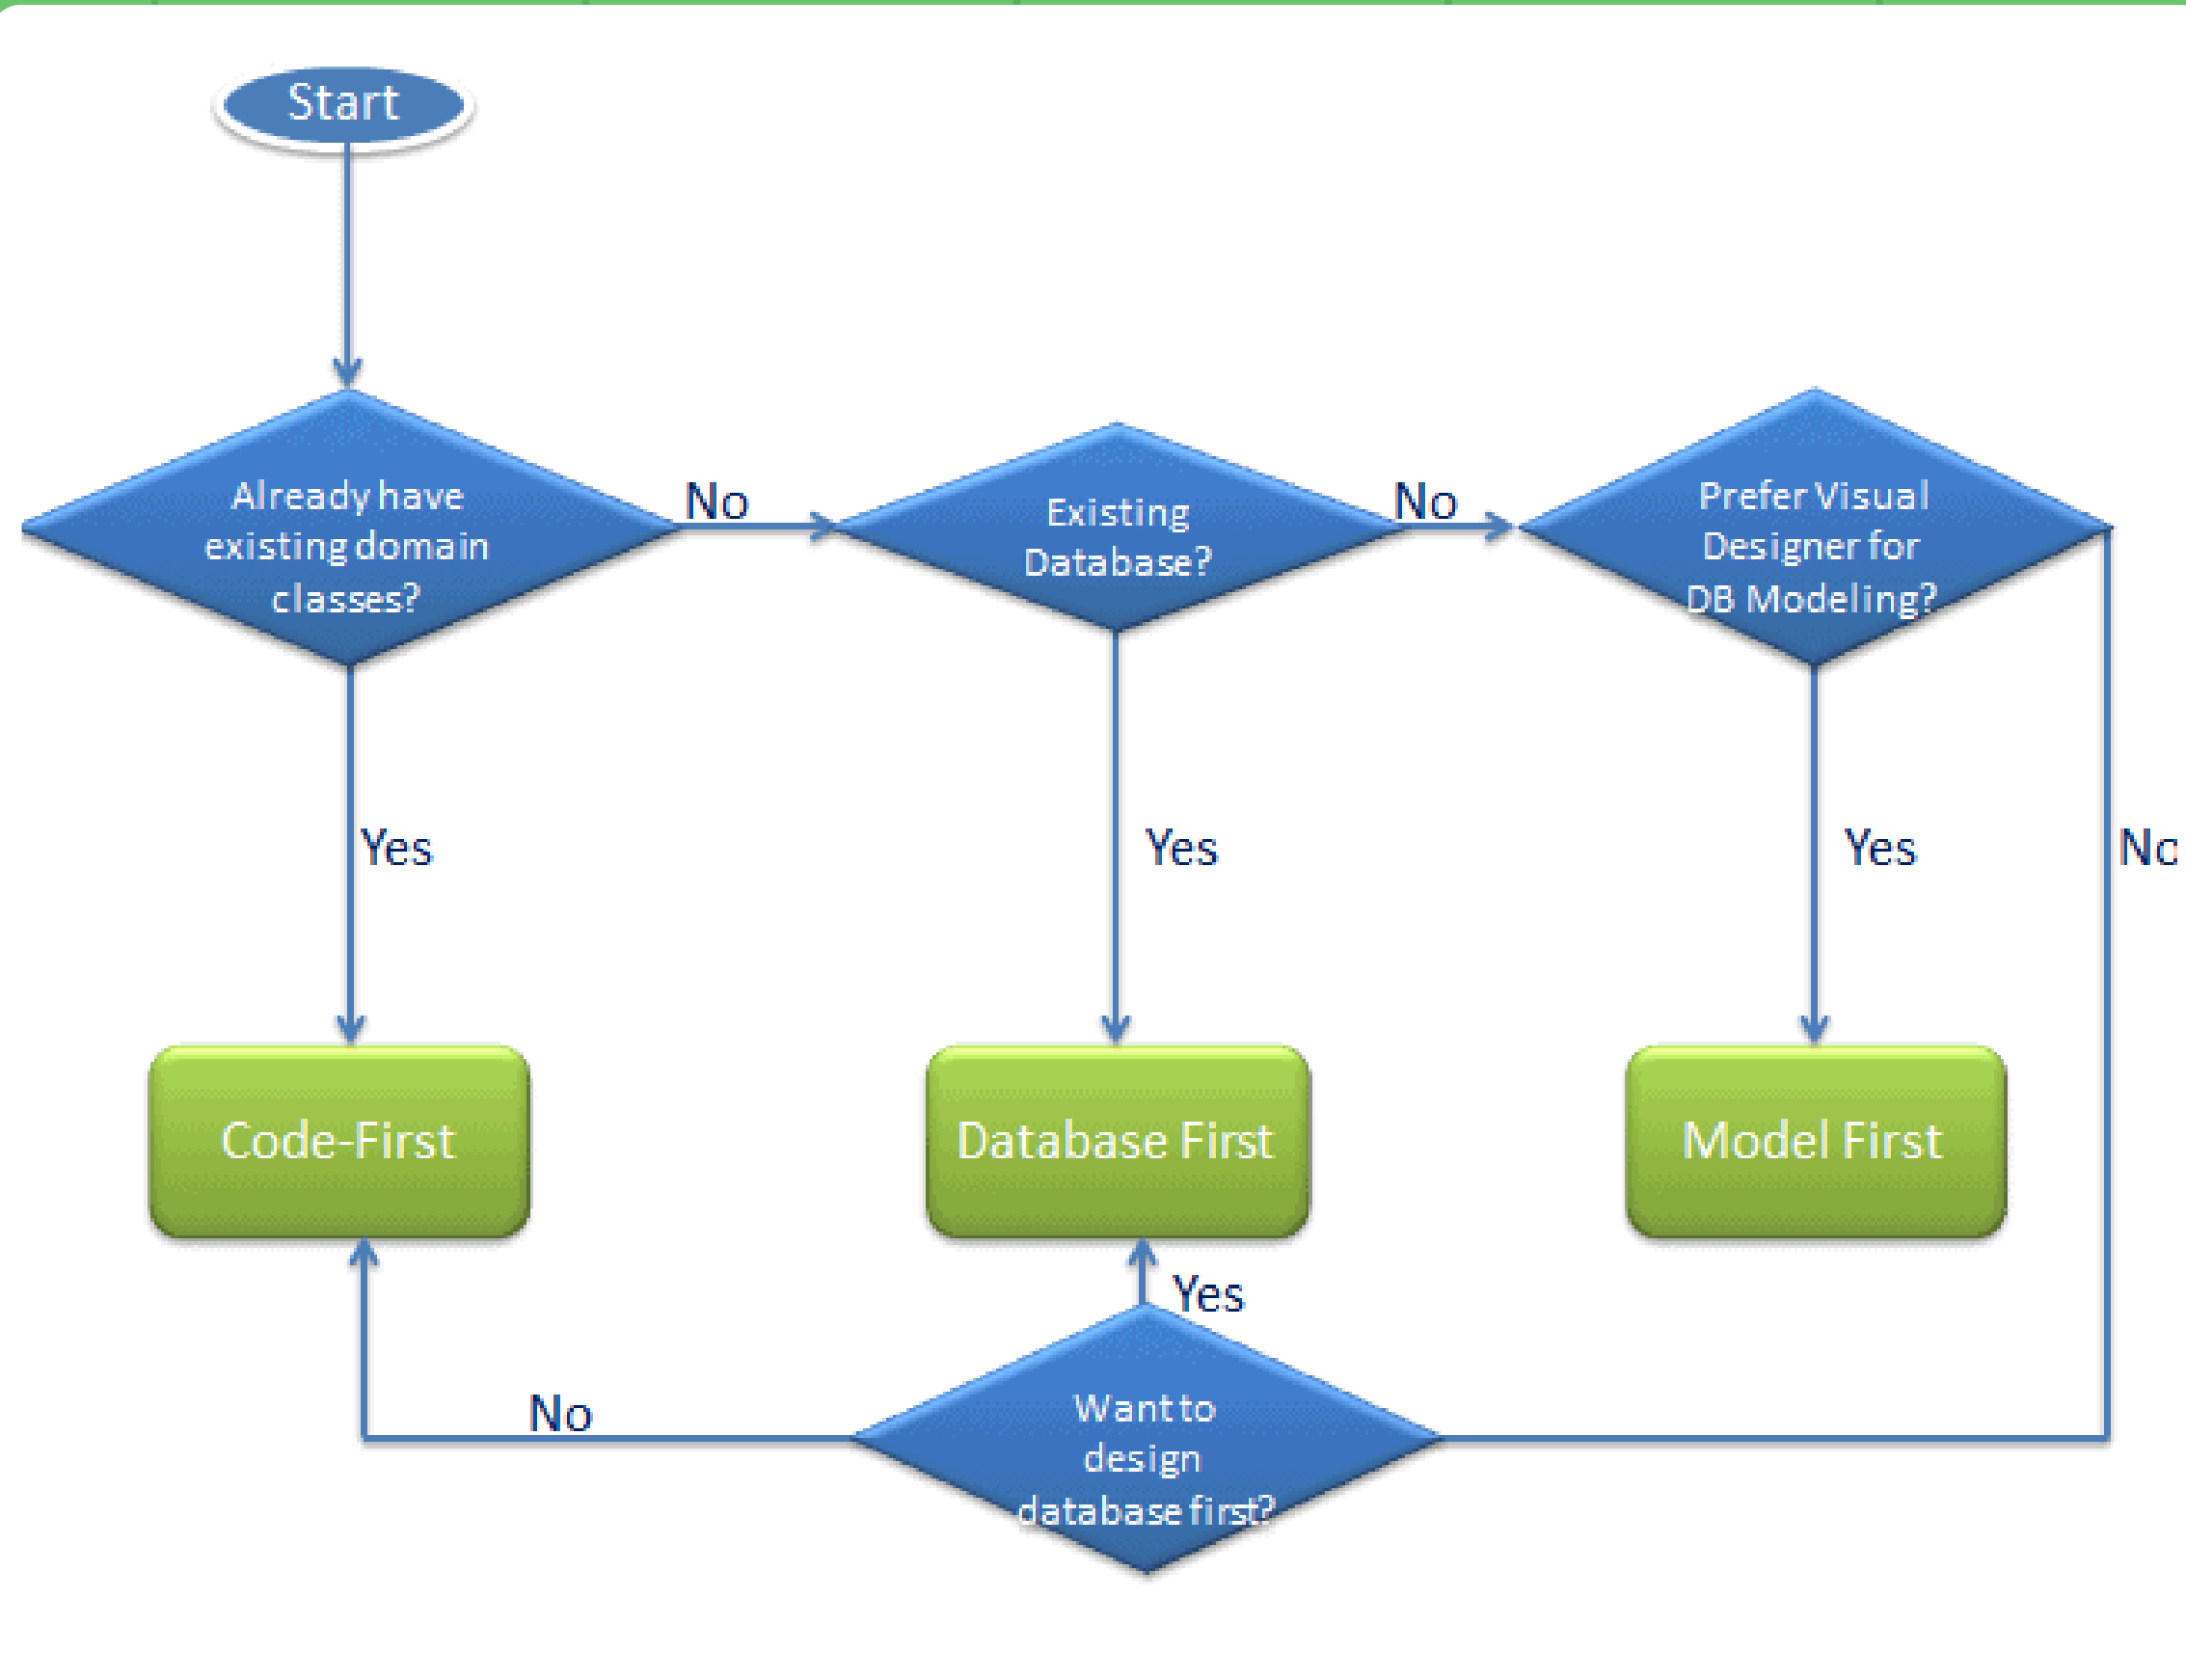 Start
Already have
existing domain
classes?
No
Existing
Database?
No
Prefer Visual
Designer for
DB Modeling?
Yes
Yes
Yes
No
Code-First
Database First
Model First
Yes
No
Want to
design
database first?